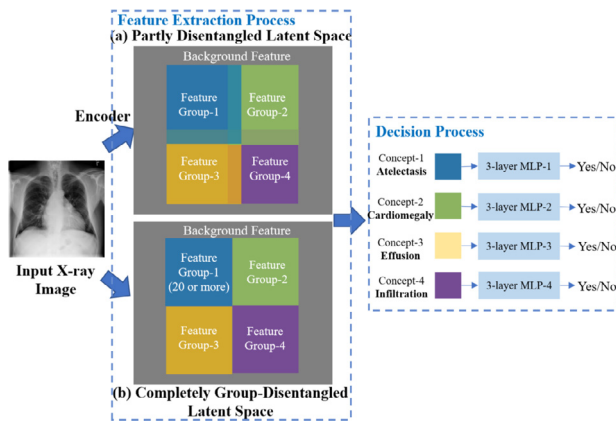 Feature Extraction Process
(a) Partly Disentangled Latent Space
Background Feature
Feature
Group-1
Feature
Group-2
Feature
Group-3
Feature
Group-4
Encoder
Input X-ray
Image
Background Feature
Feature
Group-1
(20 or more)
Feature
Group-2
Feature
Group-3
Feature
Group-4
(b) Completely Group-Disentangled
Latent Space
Decision Process
Concept-1
Atelectasis
3-layer MLP-1
Yes/No
Concept-2
Cardiomegaly
3-layer MLP-2
Yes/No
Concept-3
Effusion
3-layer MLP-3
Yes/No
Concept-4
Infiltration
3-layer MLP-4
Yes/No